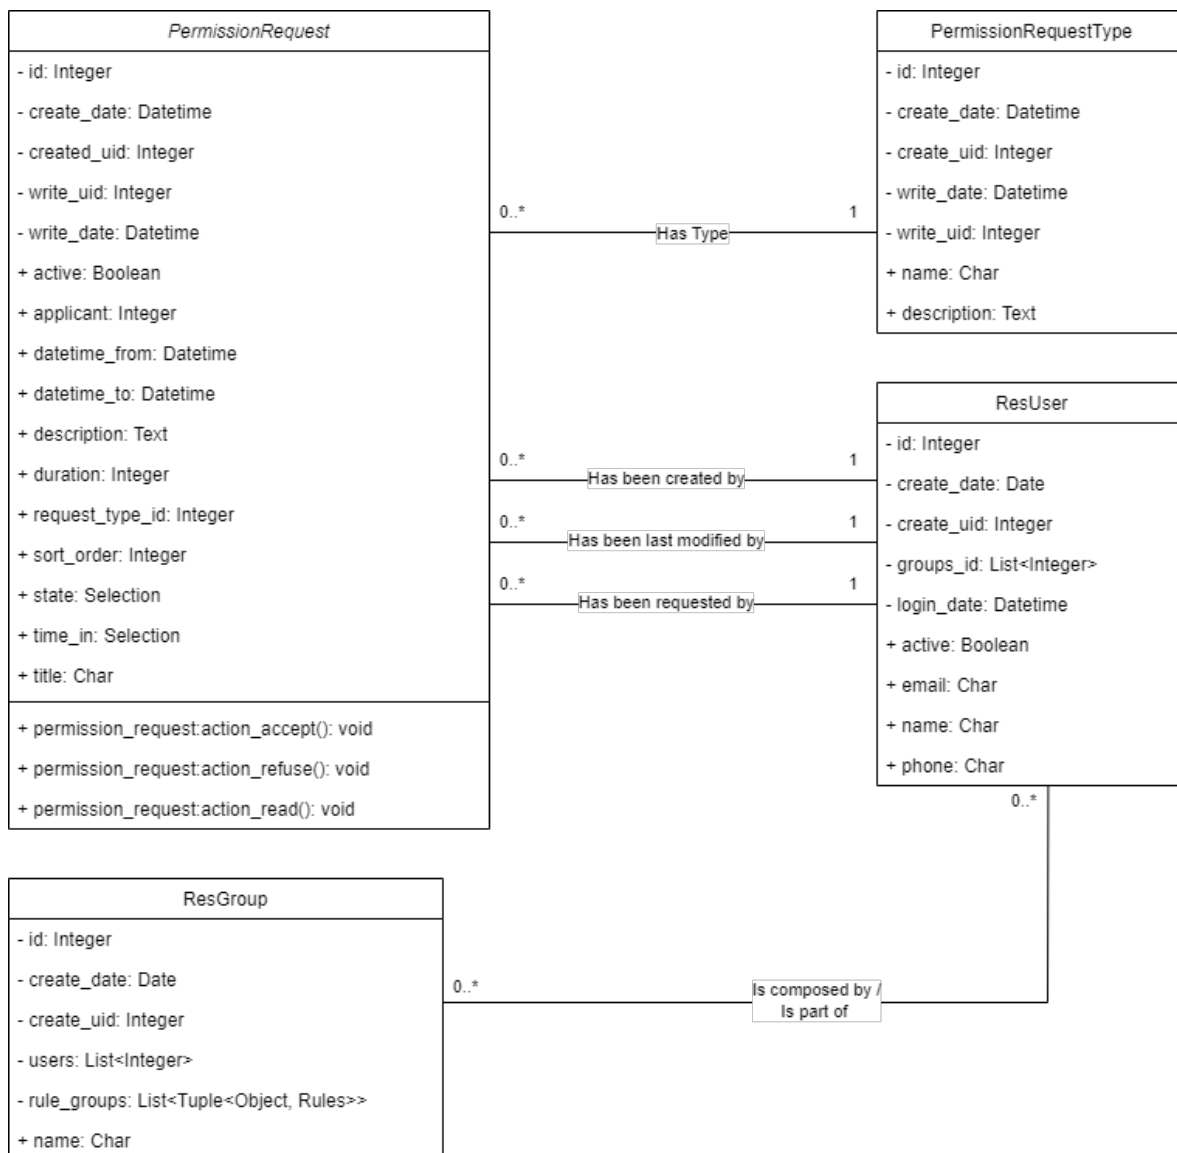 PermissionRequest
- id: Integer
- create_date: Datetime
- created_uid: Integer
- write_uid: Integer
- write_date: Datetime
+ active: Boolean
+ applicant: Integer
+ datetime_from: Datetime
+ datetime_to: Datetime
+ description: Text
+ duration: Integer
+ request_type_id: Integer
+ sort_order: Integer
+ state: Selection
+ time_in: Selection
+ title: Char
+ permission_request:action_accept(): void
+ permission_request:action_refuse(): void
+ permission_request:action_read(): void
0..*
Has Type
1
0..*
Has been created by
1
0..*
Has been last modified by
1
0..*
Has been requested by
1
PermissionRequestType
- id: Integer
- create_date: Datetime
- create_uid: Integer
- write_date: Datetime
- write_uid: Integer
+ name: Char
+ description: Text
ResUser
- id: Integer
- create_date: Date
- create_uid: Integer
- groups_id: List<Integer>
- login_date: Datetime
+ active: Boolean
+ email: Char
+ name: Char
+ phone: Char
0..*
ResGroup
- id: Integer
- create_date: Date
- create_uid: Integer
- users: List<Integer>
- rule_groups: List<Tuple<Object, Rules>>
+ name: Char
0..*
Is composed by /
Is part of